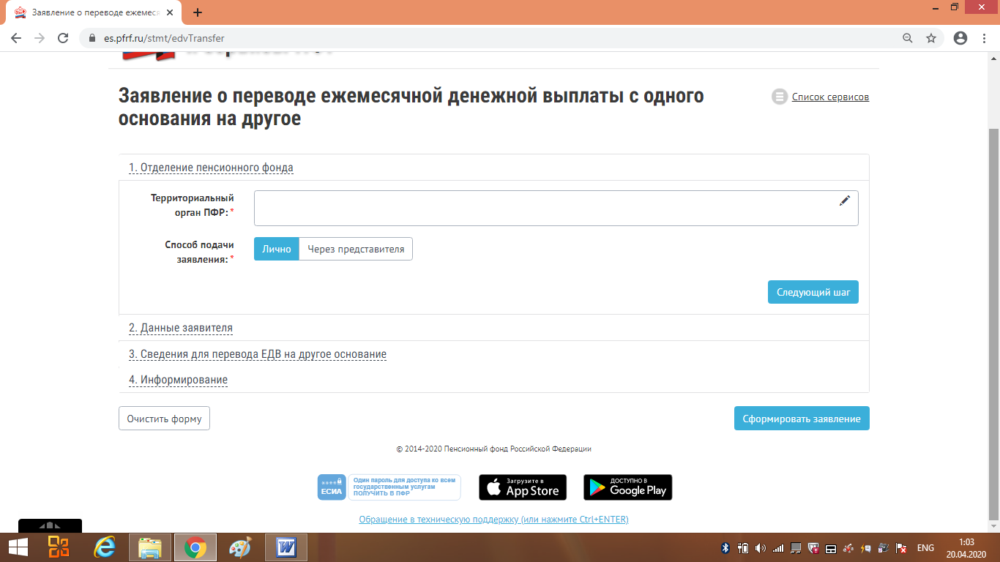 Заявление о переводе ежемеся
es.pfrf.ru/stmt/edvTransfer
Заявление о переводе ежемесячной денежной выплаты с одного
основания на другое
Список сервисов
1. Отделение пенсионного фонда
Территориальный
орган ПФР: *
Способ подачи
заявления: *
Лично
Через представителя
Следующий шаг
2. Данные заявителя
3. Сведения для перевода ЕДВ на другое основание
4. Информирование
Очистить форму
Сформировать заявление
© 2014-2020 Пенсионный фонд Российской Федерации
ЕСИА
Один пароль для доступа ко всем
государственным услугам
ПОЛУЧИТЬ В ПФР
Загрузите в
App Store
ДОСТУПНО В
Google Play
Обращение в техническую поддержку (или нажмите Ctrl+ENTER)
ENG
1:03
20.04.2020